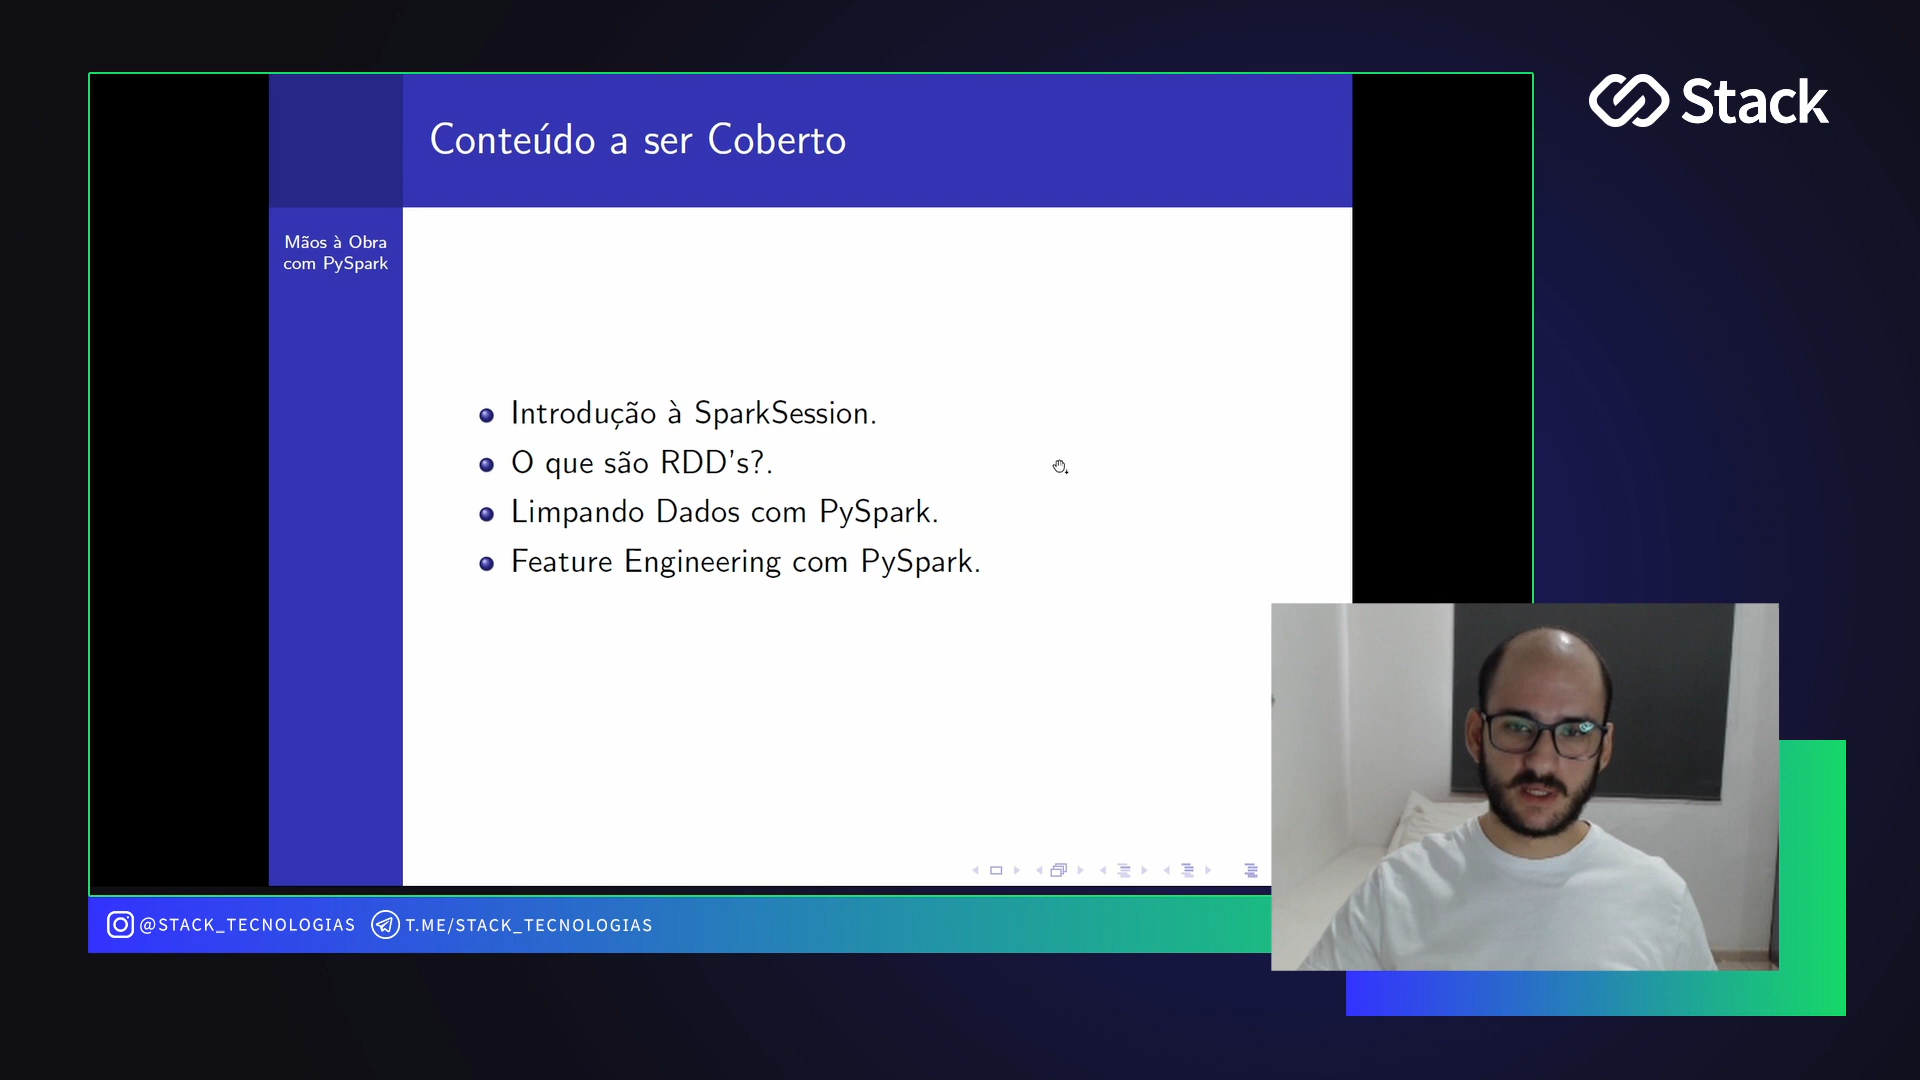 Stack
Conteúdo a ser Coberto
Mãos à Obra
com PySpark
Introdução à SparkSession.
O que são RDD's?.
Limpando Dados com PySpark.
Feature Engineering com PySpark.
@STACK_TECNOLOGIAS
T.ME/STACK_TECNOLOGIAS